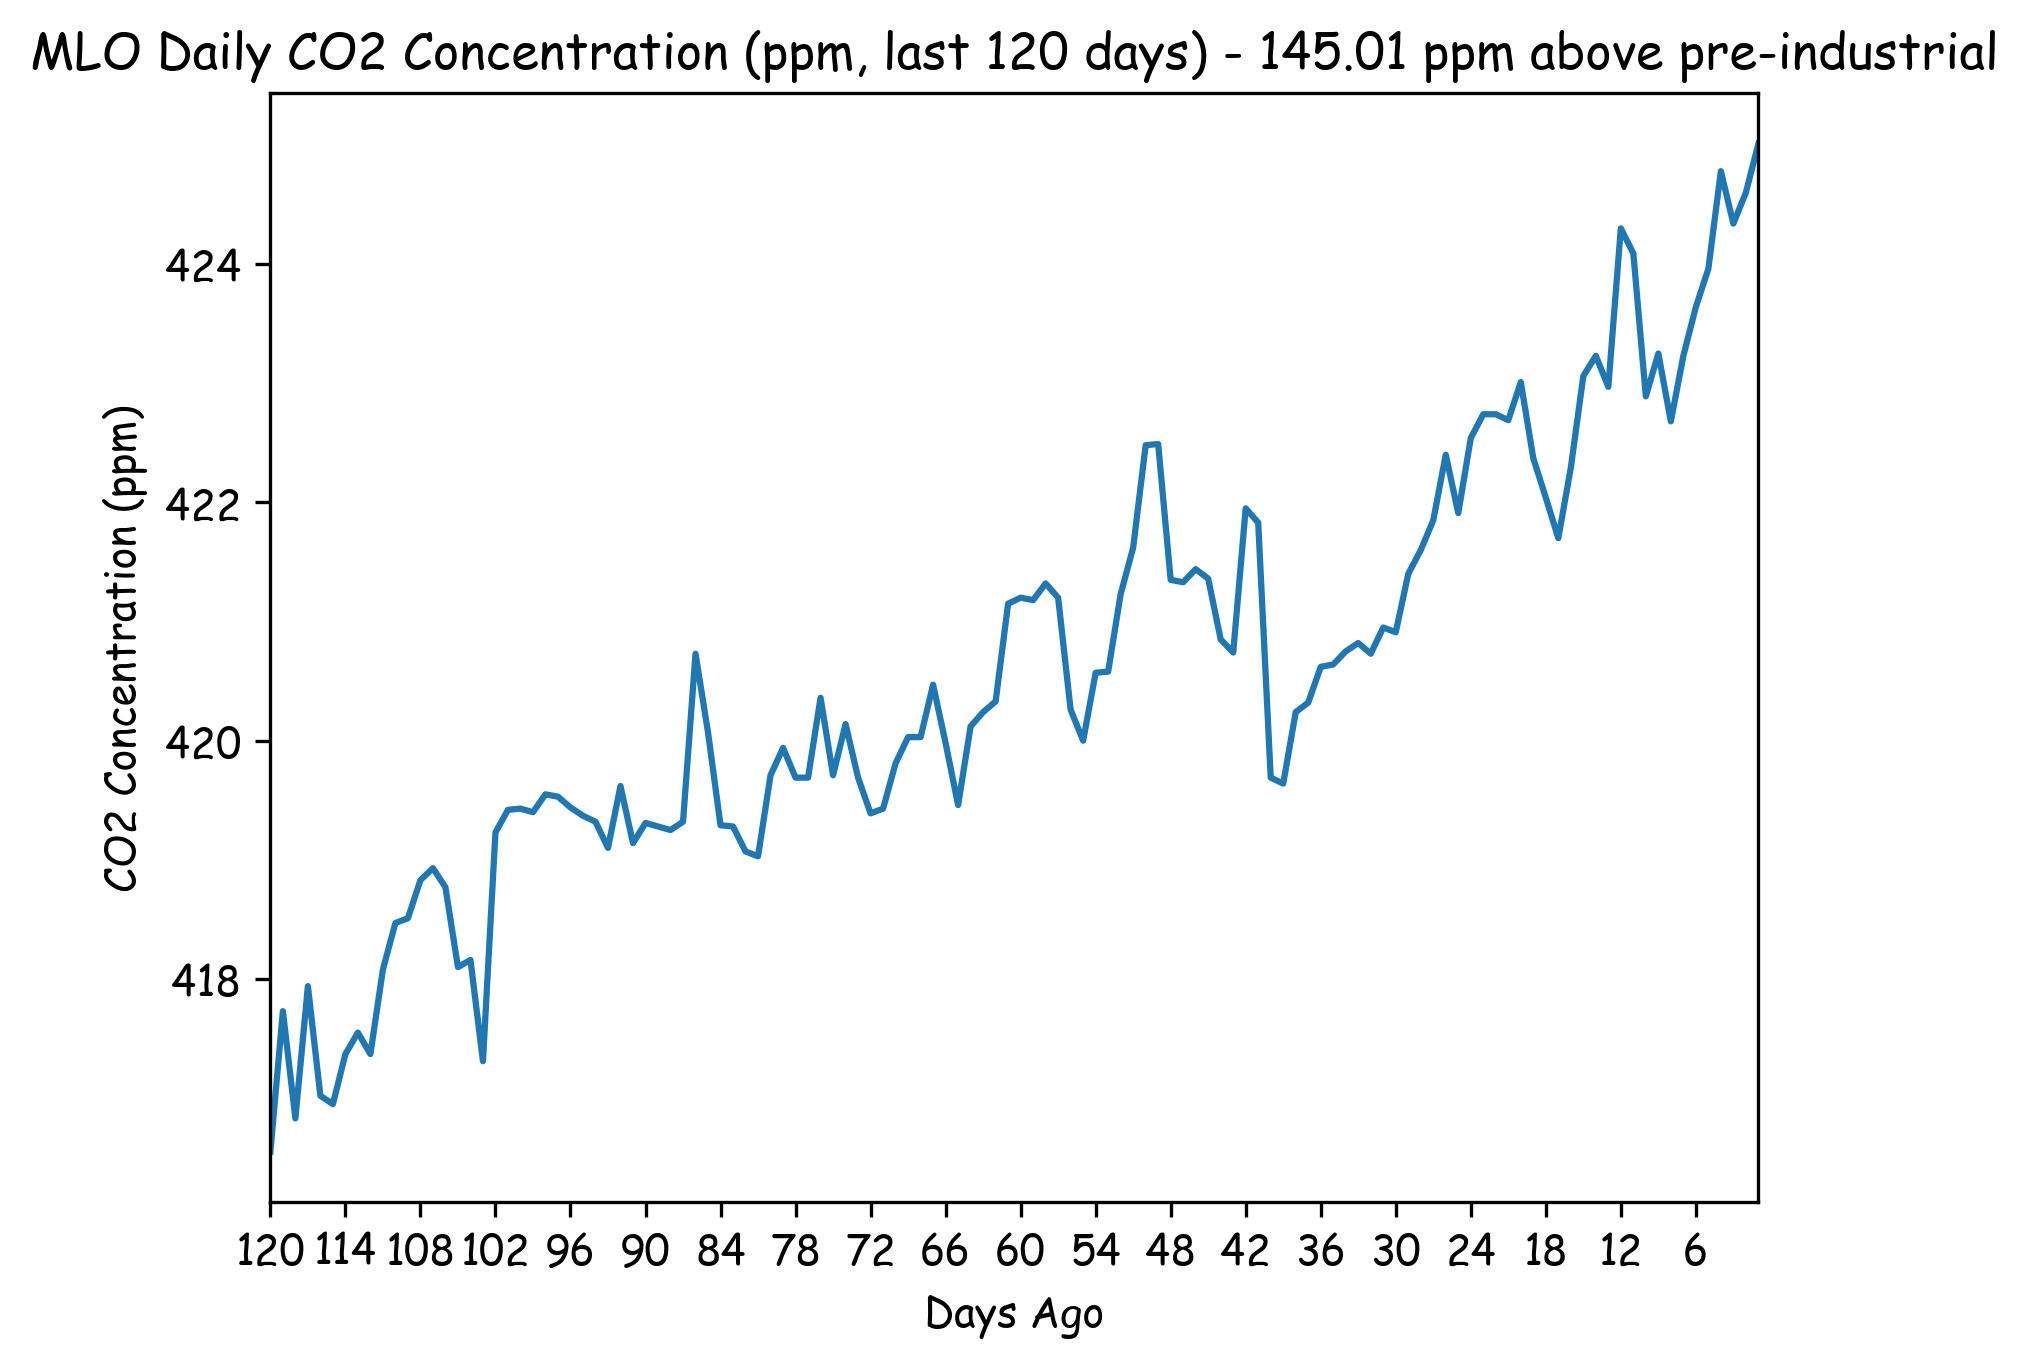 MLO Daily CO2 Concentration (ppm, last 120 days) - 145.01 ppm above pre-industrial
CO2 Concentration (ppm)
424
422
420
418
120 114 108 102 96 90 84 78 72 66 60 54 48 42 36 30 24 18 12 6
Days Ago